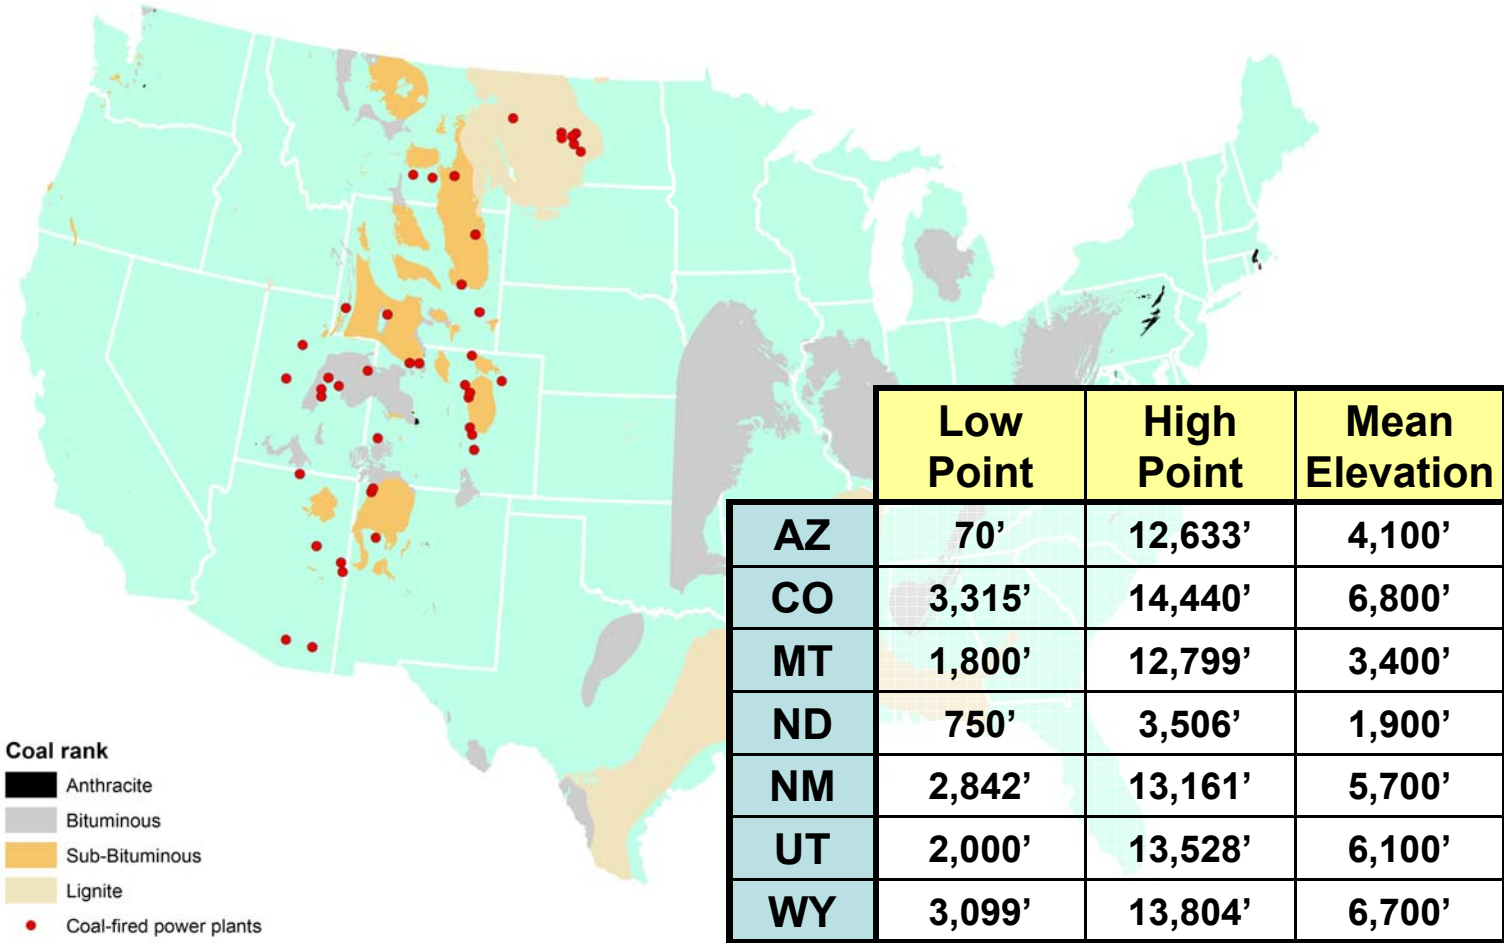 Low Point High Point Mean Elevation
AZ 70’ 12,633’ 4,100’
CO 3,315’ 14,440’ 6,800’
MT 1,800’ 12,799’ 3,400’
ND 750’ 3,506’ 1,900’
NM 2,842’ 13,161’ 5,700’
UT 2,000’ 13,528’ 6,100’
WY 3,099’ 13,804’ 6,700’
Coal rank
Anthracite
Bituminous
Sub-Bituminous
Lignite
Coal-fired power plants